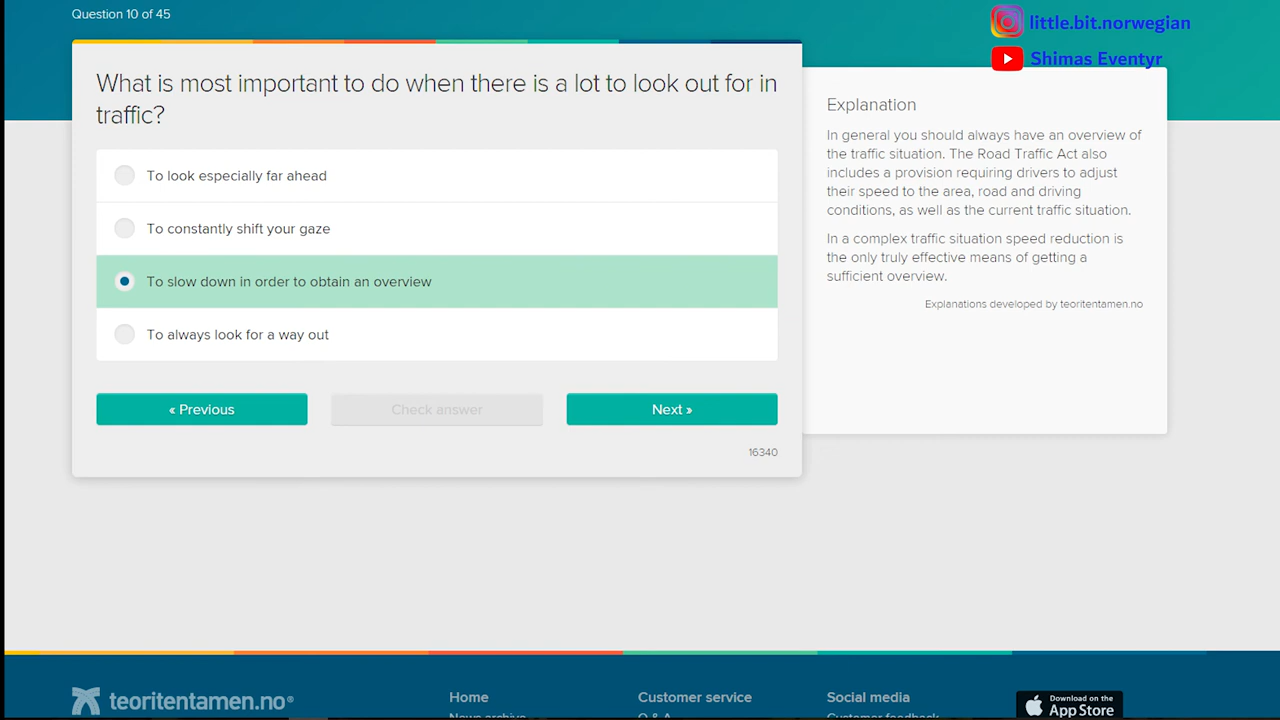 Question 10 of 45
little.bit.norwegian
Shimas Eventyr
What is most important to do when there is a lot to look out for in
traffic?
To look especially far ahead
To constantly shift your gaze
To slow down in order to obtain an overview
To always look for a way out
« Previous
Check answer
Next »
16340
Explanation
In general you should always have an overview of
the traffic situation. The Road Traffic Act also
includes a provision requiring drivers to adjust
their speed to the area, road and driving
conditions, as well as the current traffic situation.
In a complex traffic situation speed reduction is
the only truly effective means of getting a
sufficient overview.
Explanations developed by teoritentamen.no
teoritentamen.no®
Home
News archive
Customer service
Q & A
Social media
Customer feedback
Download on the
App Store